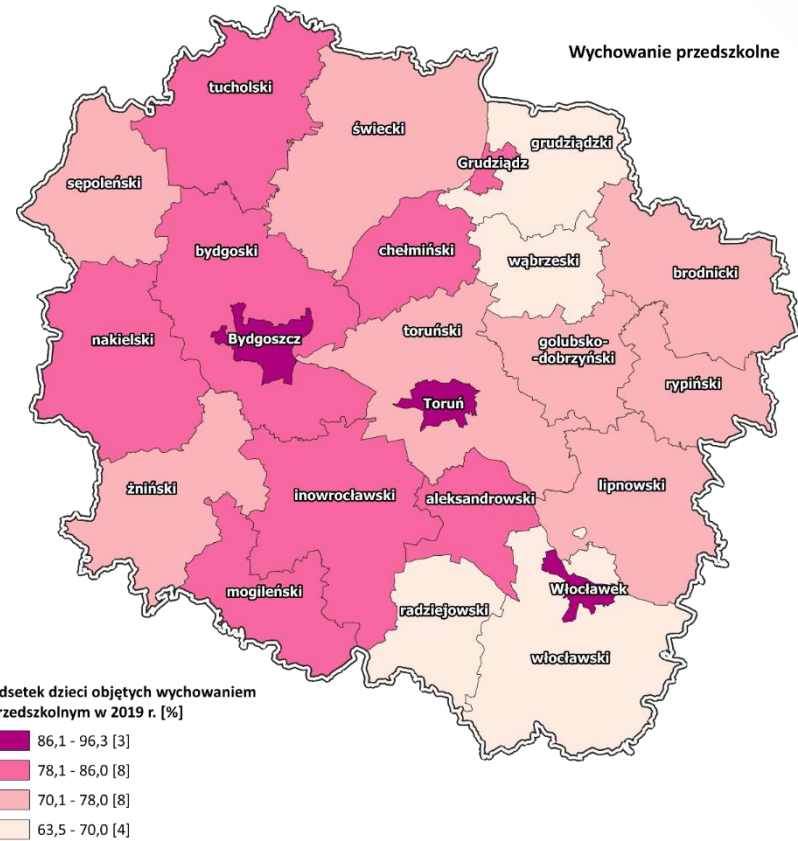 Wychowanie przedszkolne
tucholski
świecki
grudziądzki
Grudziądz
sępoleński
bydgoski
chełmiński
wąbrzeski
brodnicki
nakielski
Bydgoszcz
toruński
golubsko-
-dobrzyński
rypiński
Toruń
żniński
inowrocławski
aleksandrowski
lipnowski
mogileński
radziejowski
Włocławek
włocławski
dsetek dzieci objętych wychowaniem
rzedszkolnym w 2019 r. [%]
86,1 - 96,3 [3]
78,1 - 86,0 [8]
70,1 - 78,0 [8]
63,5 - 70,0 [4]